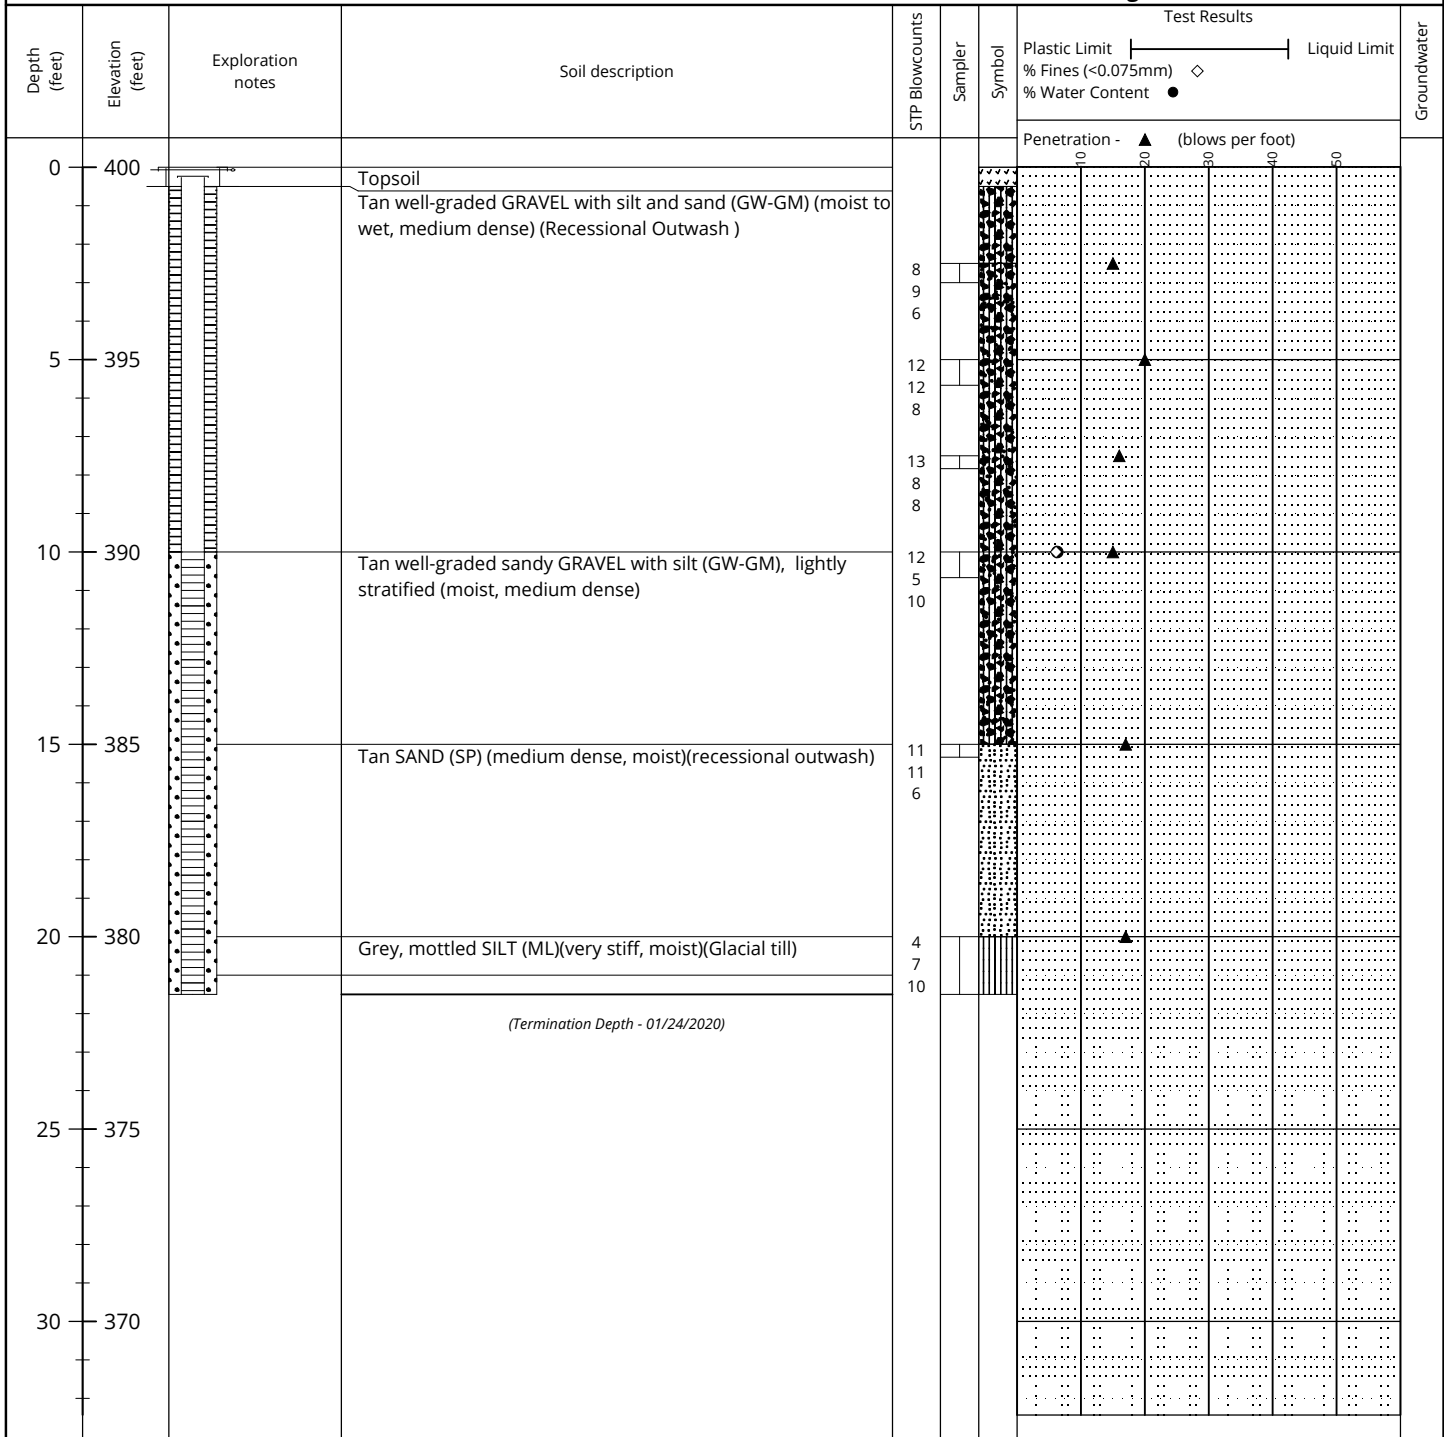 Depth
(feet)
Elevation
(feet)
Exploration
notes
Soil description
STP Blowcounts
Sampler
Symbol
Test Results
Plastic Limit
Liquid Limit
% Fines (<0.075mm)
% Water Content
Penetration -
(blows per foot)
Groundwater
10
20
30
40
50
0
400
Topsoil
Tan well-graded GRAVEL with silt and sand (GW-GM) (moist to
wet, medium dense) (Recessional Outwash )
8
9
6
5
395
12
12
8
13
8
8
10
390
Tan well-graded sandy GRAVEL with silt (GW-GM), lightly
stratified (moist, medium dense)
12
5
10
15
385
Tan SAND (SP) (medium dense, moist)(recessional outwash)
11
11
6
20
380
Grey, mottled SILT (ML)(very stiff, moist)(Glacial till)
4
7
10
(Termination Depth - 01/24/2020)
25
375
30
370